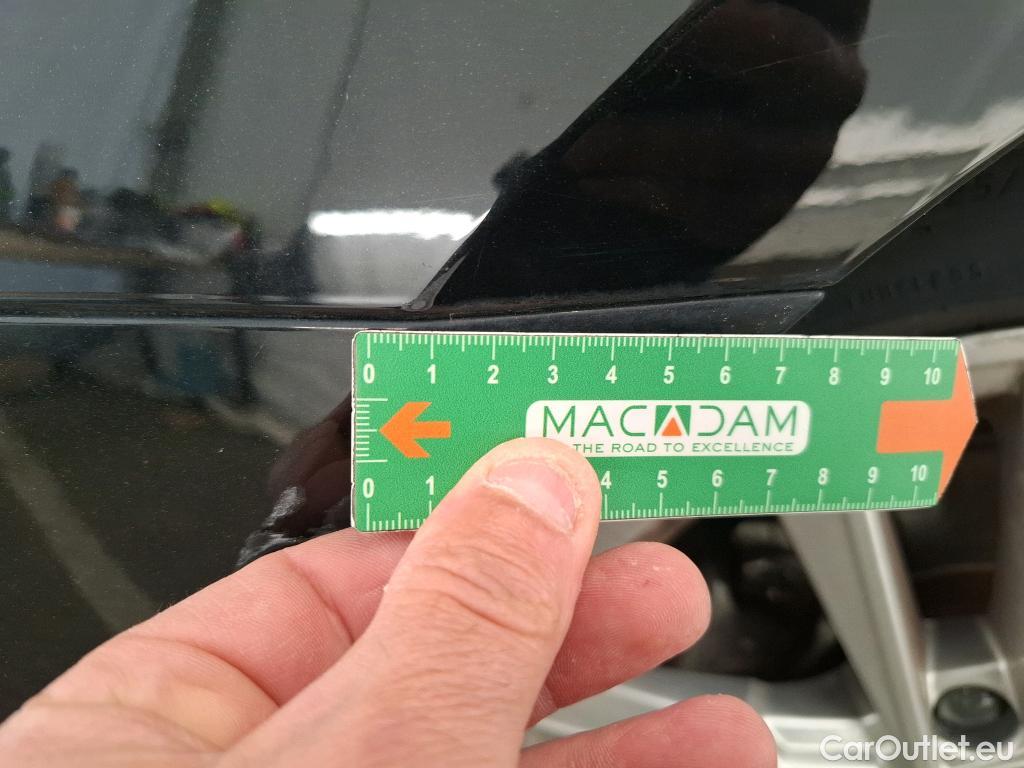 TUBELESS
0 1 2 3 4 5 6 7 8 9 10
MACADAM
THE ROAD TO EXCELLENCE
0 1 4 5 6 7 8 9 10
CarOutlet.eu